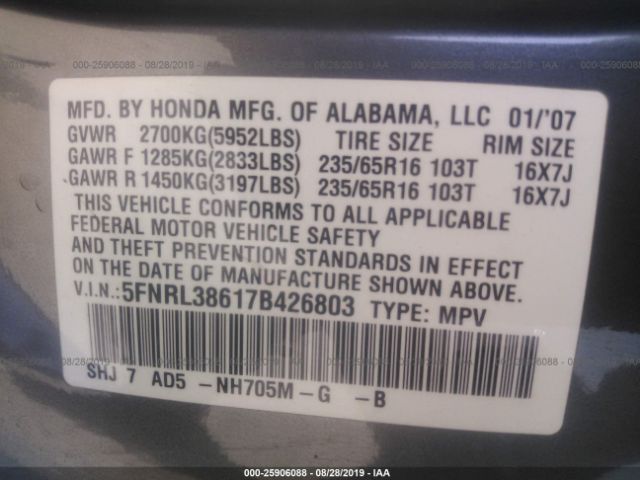 000-25906088 - 08/28/2019 - IAA
MFD. BY HONDA MFG. OF ALABAMA, LLC 01/'07
GVWR 2700KG(5952LBS) TIRE SIZE RIM SIZE
GAWR F 1285KG(2833LBS) 235/65R16 103T 16X7J
GAWR R 1450KG(3197LBS) 235/65R16 103T 16X7J
THIS VEHICLE CONFORMS TO ALL APPLICABLE
FEDERAL MOTOR VEHICLE SAFETY
AND THEFT PREVENTION STANDARDS IN EFFECT
ON THE DATE OF MANUFACTURE SHOWN ABOVE.
V.I.N.: 5FNRL38617B426803 TYPE: MPV
SHJ 7 AD5 -NH705M-G -B
000-25906088 - 08/28/2019 - IAA